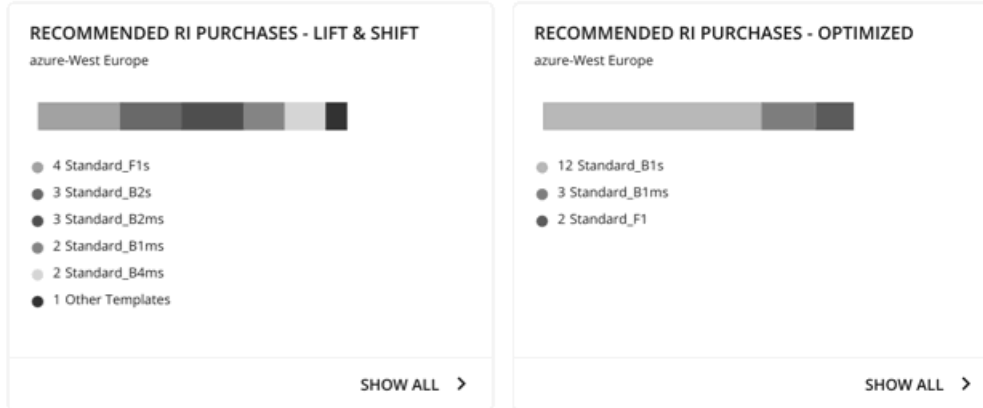 RECOMMENDED RI PURCHASES - LIFT & SHIFT
azure-West Europe
4 Standard_F1s
3 Standard_B2s
3 Standard_B2ms
2 Standard_B1ms
2 Standard_B4ms
1 Other Templates
SHOW ALL
RECOMMENDED RI PURCHASES - OPTIMIZED
azure-West Europe
12 Standard_B1s
3 Standard_B1ms
2 Standard_F1
SHOW ALL